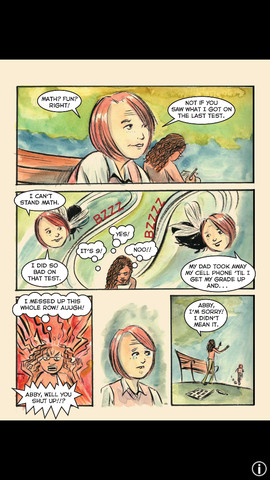 MATH? FUN?
RIGHT!
NOT IF YOU
SAW WHAT I GOT ON
THE LAST TEST.
I CAN'T
STAND MATH.
BZZZ
BZZZZ
YES!
IT'S 9!
NOO!!
I DID SO
BAD ON
THAT TEST.
MY DAD TOOK AWAY
MY CELL PHONE 'TIL I
GET MY GRADE UP
AND...
I MESSED UP THIS
WHOLE ROW! AUUGH!
ABBY, WILL YOU
SHUT UP!!?
ABBY,
I'M SORRY!
I DIDN'T
MEAN IT.
i